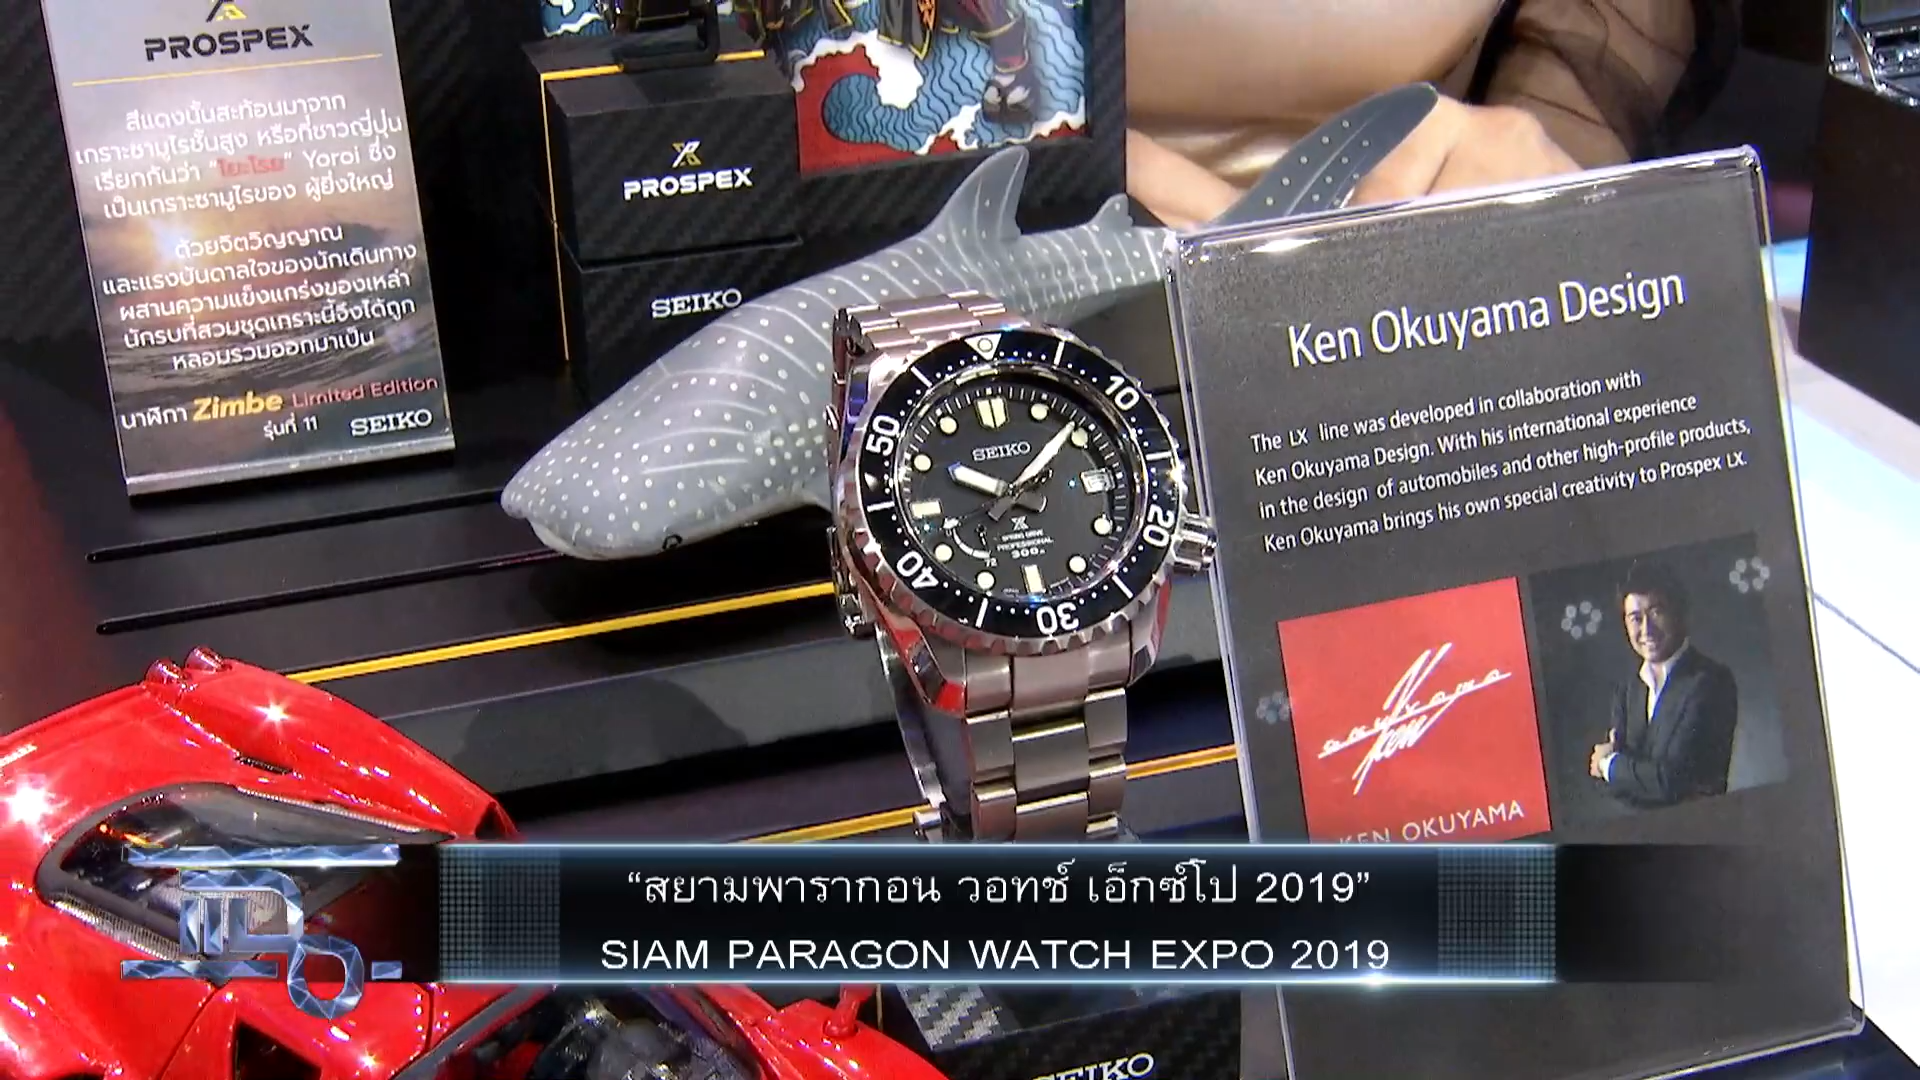 PROSPEX
สีแดงนั้นสะท้อนมาจาก
เกราะซามูไรชั้นสูง หรือที่ชาวญี่ปุ่น
เรียกกันว่า "โยะโรย" Yoroi ซึ่ง
เป็นเกราะซามูไรของ ผู้ยิ่งใหญ่
ด้วยจิตวิญญาณ
และแรงบันดาลใจของนักเดินทาง
ผสานความแข็งแกร่งของเหล่า
นักรบที่สวมชุดเกราะนี้จึงได้ถูก
หลอมรวมออกมาเป็น
นาฬิกา Zimbe Limited Edition
รุ่นที่ 11 SEIKO
PROSPEX
SEIKO
10
20
30
40
50
SEIKO
SPRING DRIVE
PROFESSIONAL
300m
72
Ken Okuyama Design
The LX line was developed in collaboration with
Ken Okuyama Design. With his international experience
in the design of automobiles and other high-profile products,
Ken Okuyama brings his own special creativity to Prospex LX.
okuyama
ken
KEN OKUYAMA
“สยามพารากอน วอทช์ เอ็กซ์โป 2019”
SIAM PARAGON WATCH EXPO 2019
SEIKO